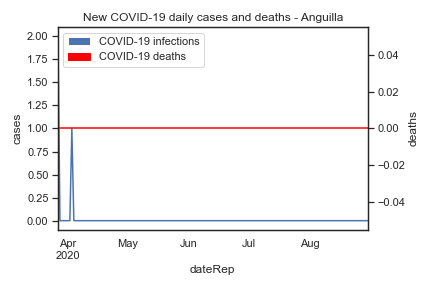 New COVID-19 daily cases and deaths - Anguilla
COVID-19 infections
COVID-19 deaths
2.00
1.75
1.50
1.25
1.00
0.75
0.50
0.25
0.00
cases
0.04
0.02
0.00
−0.02
−0.04
deaths
Apr May Jun Jul Aug
2020
dateRep